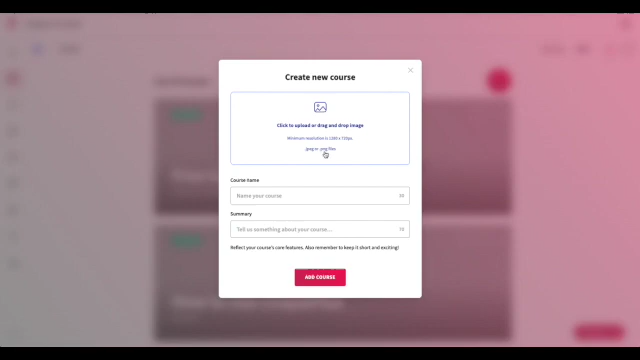 Create new course
Click to upload or drag and drop image
Minimum resolution is 1280 x 720px.
.jpeg or .png files
Course name
Name your course
Summary
Tell us something about your course...
Reflect your course's core features. Also remember to keep it short and exciting!
ADD COURSE